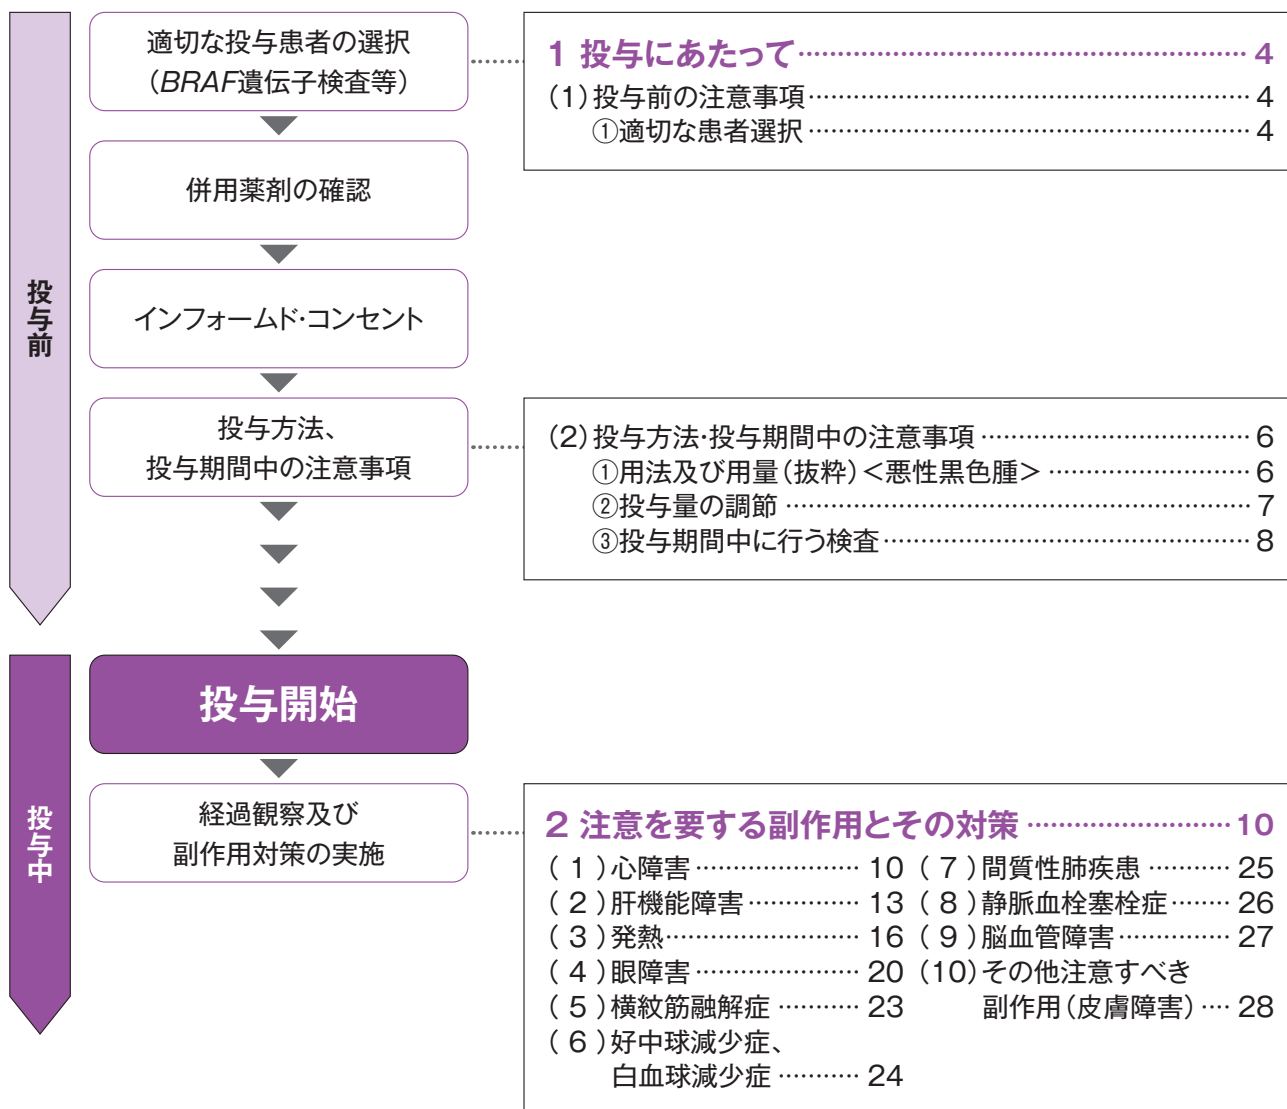 投与前
適切な投与患者の選択
（BRAF遺伝子検査等）
併用薬剤の確認
インフォームド・コンセント
投与方法、
投与期間中の注意事項
1 投与にあたって…………………………………………… 4
(1)投与前の注意事項…………………………………………… 4
①適切な患者選択…………………………………………… 4
(2)投与方法・投与期間中の注意事項………………………… 6
①用法及び用量(抜粋)＜悪性黒色腫＞…………………… 6
②投与量の調節……………………………………………… 7
③投与期間中に行う検査…………………………………… 8
投与中
投与開始
経過観察及び
副作用対策の実施
2 注意を要する副作用とその対策……………………10
( 1 )心障害…………………10
( 2 )肝機能障害……………13
( 3 )発熱……………………16
( 4 )眼障害…………………20
( 5 )横紋筋融解症…………23
( 6 )好中球減少症、
白血球減少症…………24
( 7 )間質性肺疾患…………25
( 8 )静脈血栓塞栓症………26
( 9 )脳血管障害……………27
(10)その他注意すべき
副作用(皮膚障害)……28